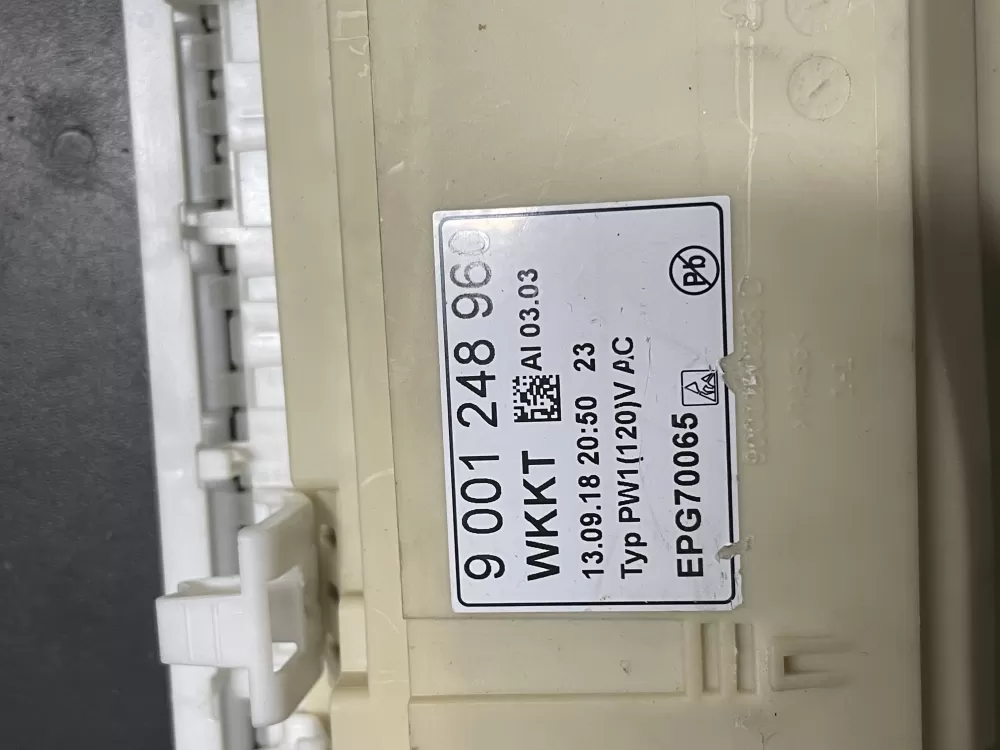 9 001 248 960
WKKT AI 03.03
13.09.18 20:50 23
Typ PW1(120)V AC
EPG70065
Pb